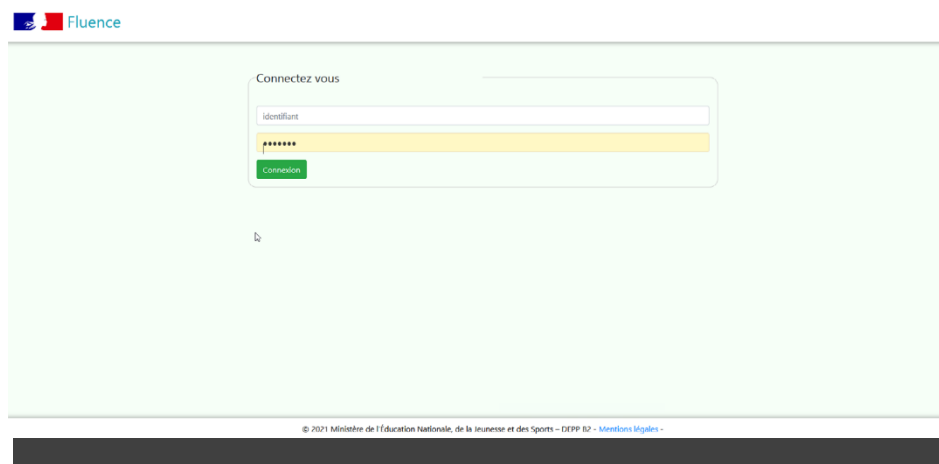 Fluence
Connectez vous
identifiant
•••••••
Connexion
© 2021 Ministère de l'Éducation Nationale, de la Jeunesse et des Sports – DEPP B2 - Mentions légales -